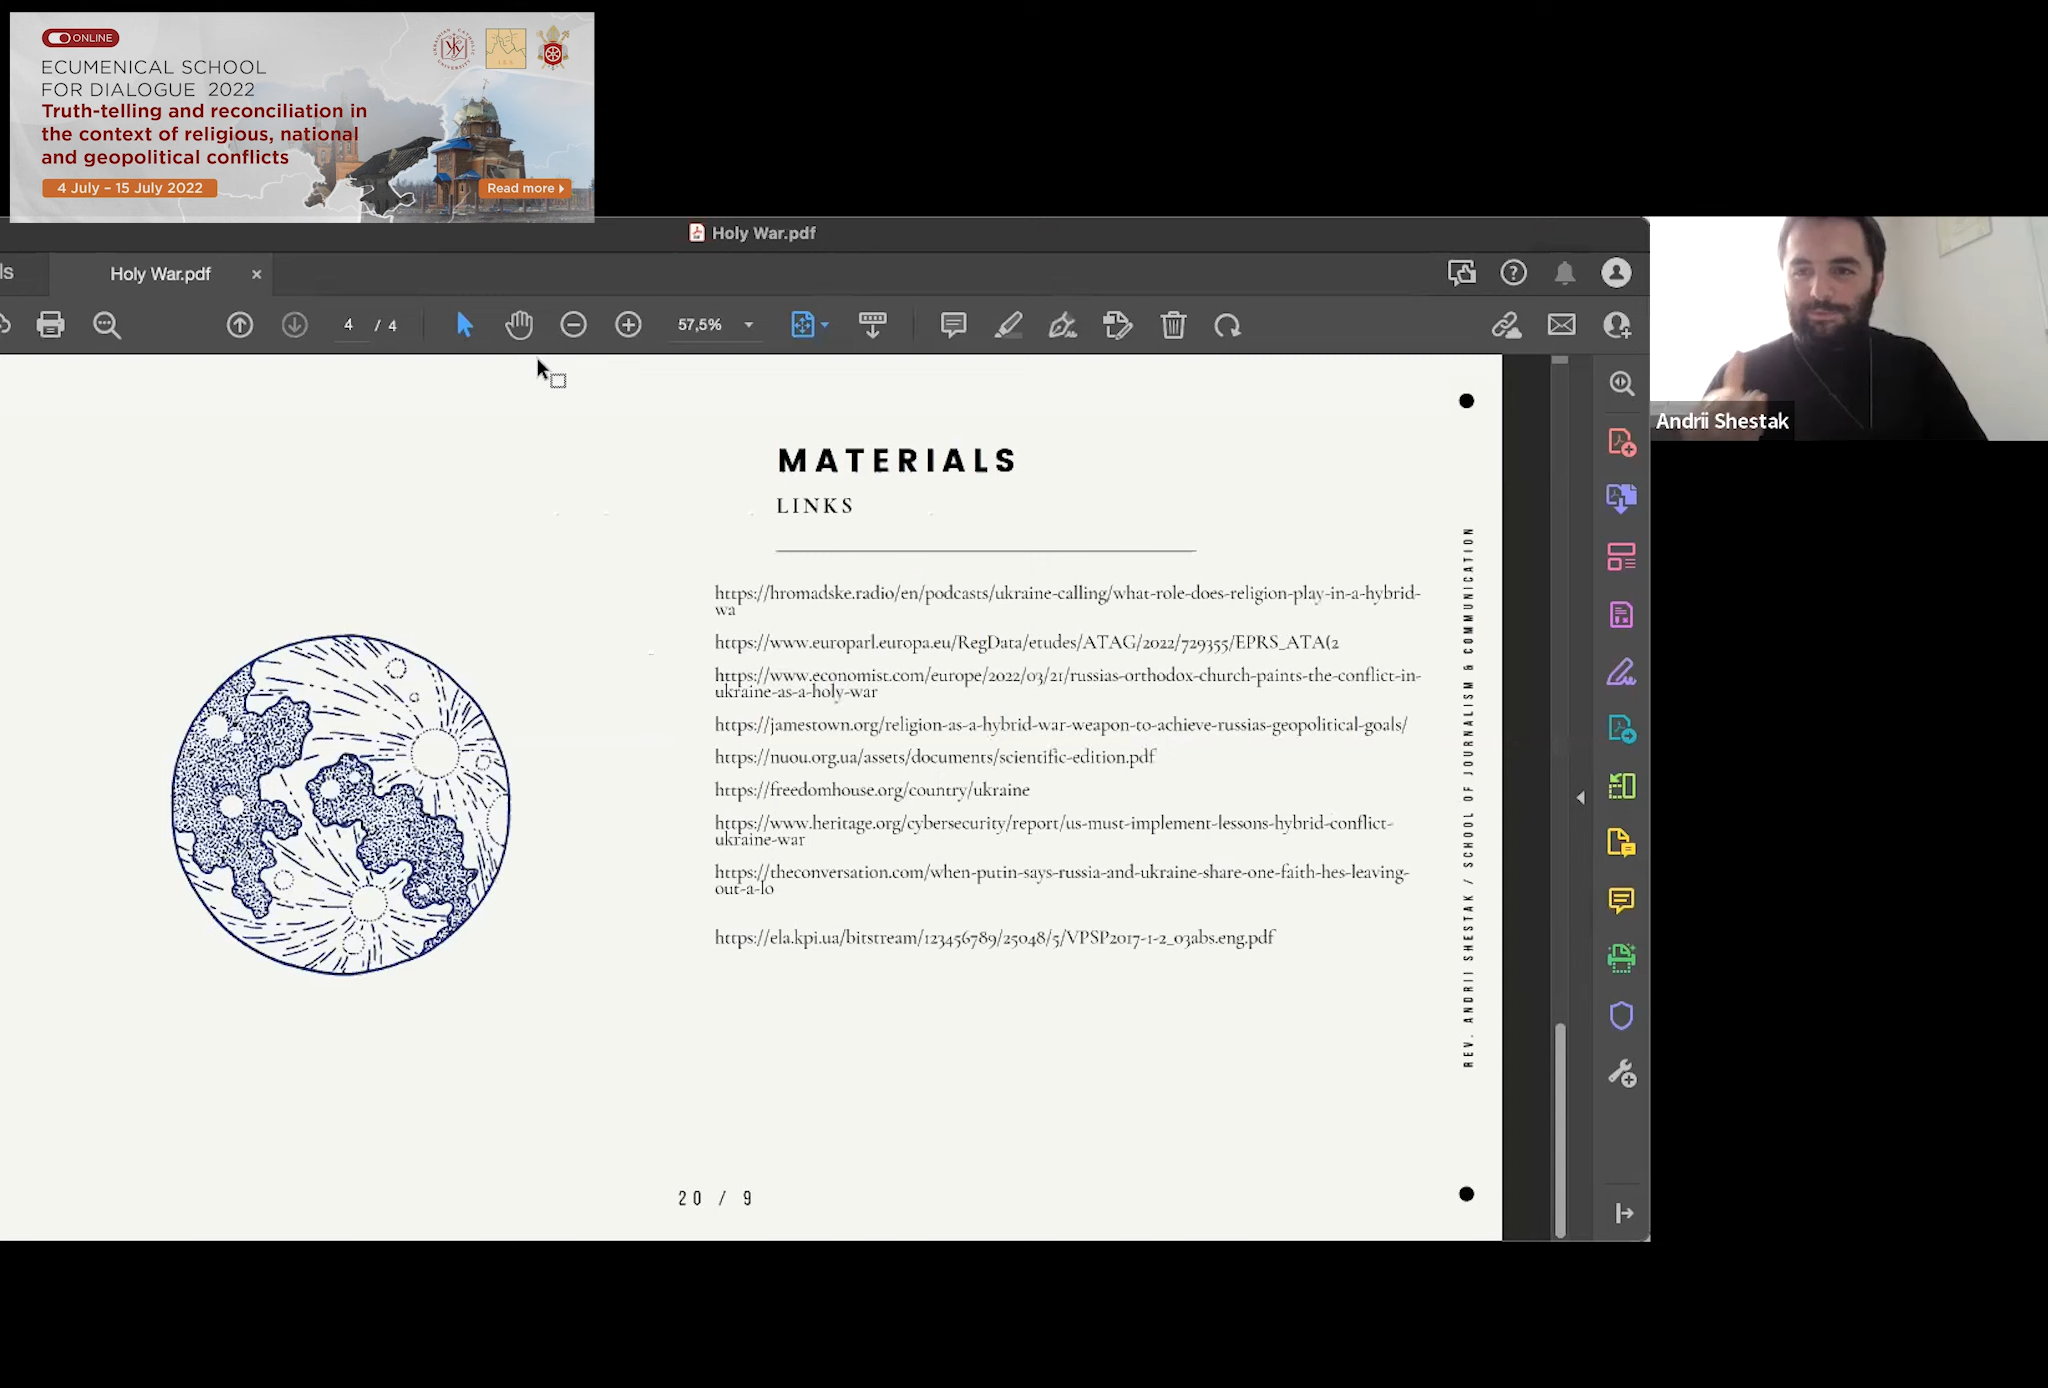 ONLINE
ECUMENICAL SCHOOL
FOR DIALOGUE 2022
Truth-telling and reconciliation in
the context of religious, national
and geopolitical conflicts
4 July – 15 July 2022
Read more
I.E.S.
Holy War.pdf
ls
Holy War.pdf
4 / 4
57,5%
Andrii Shestak
MATERIALS
LINKS
https://hromadske.radio/en/podcasts/ukraine-calling/what-role-does-religion-play-in-a-hybrid-
wa
https://www.europarl.europa.eu/RegData/etudes/ATAG/2022/729355/EPRS_ATA(2
https://www.economist.com/europe/2022/03/21/russias-orthodox-church-paints-the-conflict-in-
ukraine-as-a-holy-war
https://jamestown.org/religion-as-a-hybrid-war-weapon-to-achieve-russias-geopolitical-goals/
https://nuou.org.ua/assets/documents/scientific-edition.pdf
https://freedomhouse.org/country/ukraine
https://www.heritage.org/cybersecurity/report/us-must-implement-lessons-hybrid-conflict-
ukraine-war
https://theconversation.com/when-putin-says-russia-and-ukraine-share-one-faith-hes-leaving-
out-a-lo
https://ela.kpi.ua/bitstream/123456789/25048/5/VPSP2017-1-2_03abs.eng.pdf
REV. ANDRII SHESTAK / SCHOOL OF JOURNALISM & COMMUNICATION
20 / 9